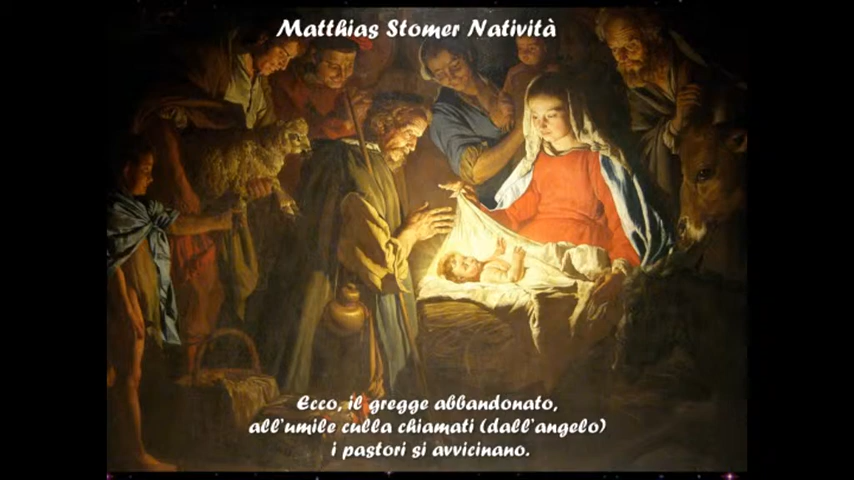 Matthias Stomer Natività
Ecco, il gregge abbandonato,
all'umile culla chiamati (dall'angelo)
i pastori si avvicinano.